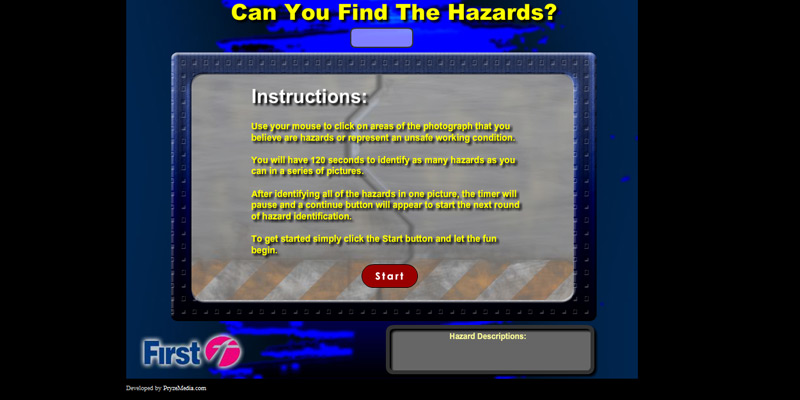 Can You Find The Hazards?
Instructions:
Use your mouse to click on areas of the photograph that you
believe are hazards or represent an unsafe working condition.
You will have 120 seconds to identify as many hazards as you
can in a series of pictures.
After identifying all of the hazards in one picture, the timer will
pause and a continue button will appear to start the next round
of hazard identification.
To get started simply click the Start button and let the fun
begin.
Start
First
Hazard Descriptions:
Developed by PryzeMedia.com